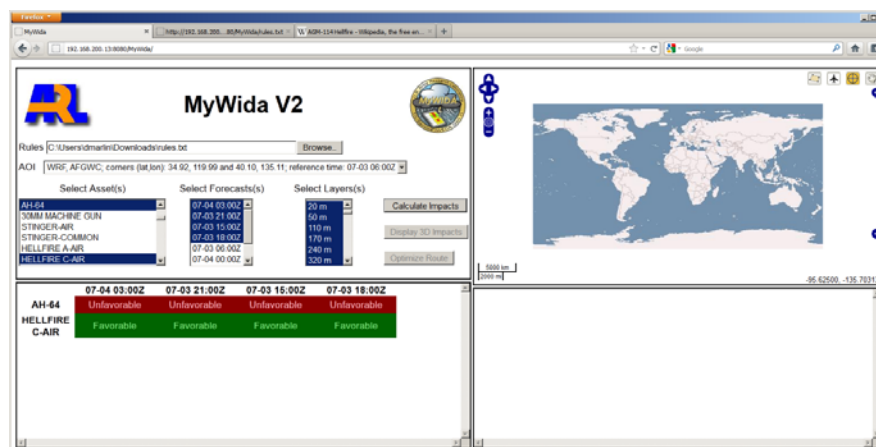 Firefox
MyWida
http://192.168.200...80/MyWida/rules.txt
AGM-114 Hellfire - Wikipedia, the free en...
192.168.200.13:8080/MyWida/
Google
ARL
MyWida V2
MyWIDA
Rules C:\Users\dmarlin\Downloads\rules.txt Browse..
AOI WRF, AFGWC; corners (lat,lon): 34.92, 119.99 and 40.10, 135.11; reference time: 07-03 06:00Z
Select Asset(s) Select Forecasts(s) Select Layers(s)
AH-64 07-04 03:00Z 20 m Calculate Impacts
30MM MACHINE GUN 07-03 21:00Z 50 m
STINGER-AIR 07-03 15:00Z 110 m Display 3D Impacts
STINGER-COMMON 07-03 18:00Z 170 m
HELLFIRE A-AIR 07-03 06:00Z 240 m Optimize Route
HELLFIRE C-AIR 07-04 00:00Z 320 m
5000 km
2000 mi
-95.62500, -135.7031
07-04 03:00Z 07-03 21:00Z 07-03 15:00Z 07-03 18:00Z
AH-64 Unfavorable Unfavorable Unfavorable Unfavorable
HELLFIRE
C-AIR Favorable Favorable Favorable Favorable